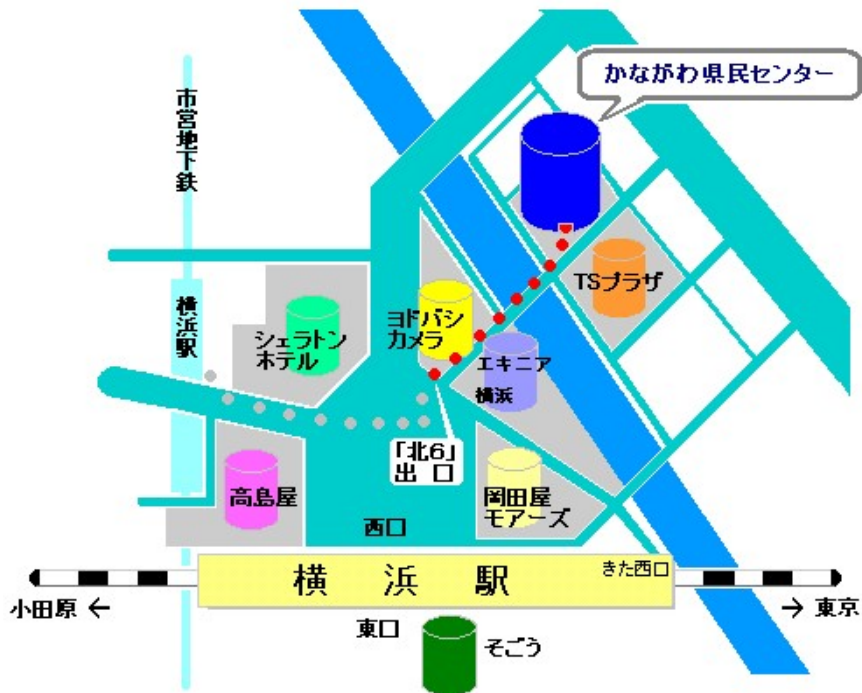 かながわ県民センター
市営地下鉄
横浜駅
TSプラザ
ヨドバシ
カメラ
シェラトン
ホテル
エキニア
横浜
「北6」
出口
高島屋
岡田屋
モアーズ
西口
横浜駅
きた西口
小田原 ←
→ 東京
東口
そごう